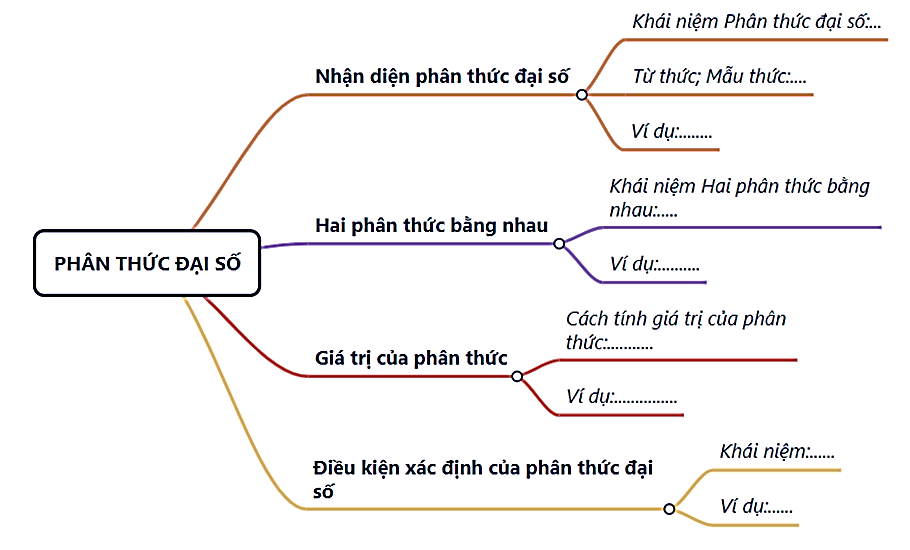 Khái niệm Phân thức đại số:...
Nhận diện phân thức đại số
Từ thức; Mẫu thức:....
Ví dụ:........
Khái niệm Hai phân thức bằng
nhau:.....
Hai phân thức bằng nhau
Ví dụ:..........
PHÂN THỨC ĐẠI SỐ
Cách tính giá trị của phân
thức:...........
Giá trị của phân thức
Ví dụ:...............
Khái niệm:......
Điều kiện xác định của phân thức đại
số
Ví dụ:......